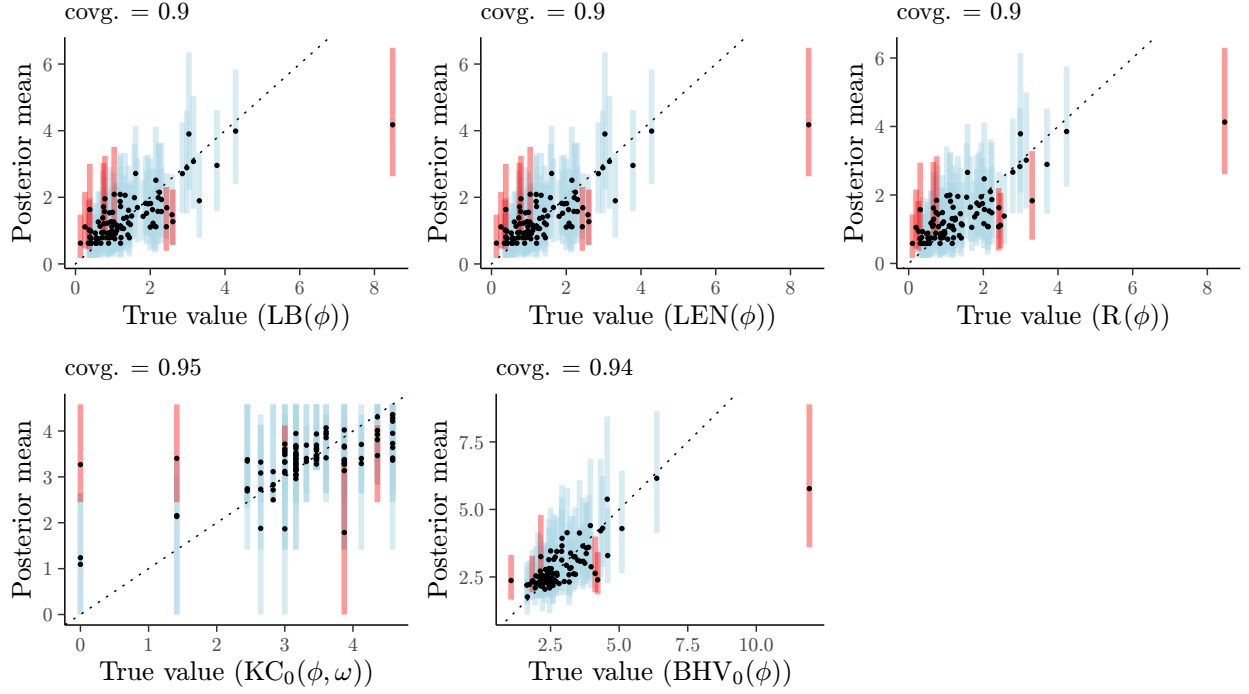 covg. = 0.9
covg. = 0.9
covg. = 0.9
Posterior mean
6
4
2
0
0 2 4 6 8
True value (LB(ϕ))
Posterior mean
6
4
2
0
0 2 4 6 8
True value (LEN(ϕ))
Posterior mean
6
4
2
0
0 2 4 6 8
True value (R(ϕ))
covg. = 0.95
covg. = 0.94
Posterior mean
4
3
2
1
0
0 1 2 3 4
True value (KC₀(ϕ, ω))
Posterior mean
7.5
5.0
2.5
2.5 5.0 7.5 10.0
True value (BHV₀(ϕ))